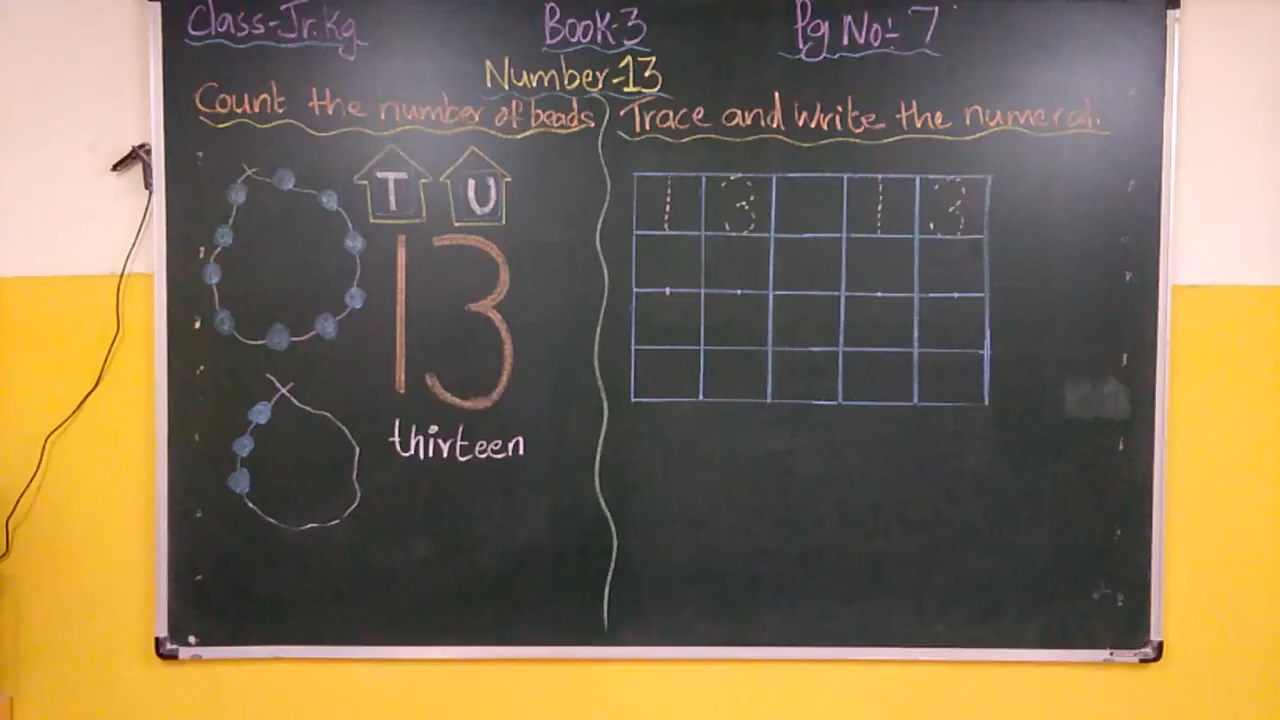 Class-Jr.Kg
Book-3
Pg No:- 7
Number-13
Count the number of beads
Trace and Write the numeral.
T U
13
thirteen
1 3 1 3